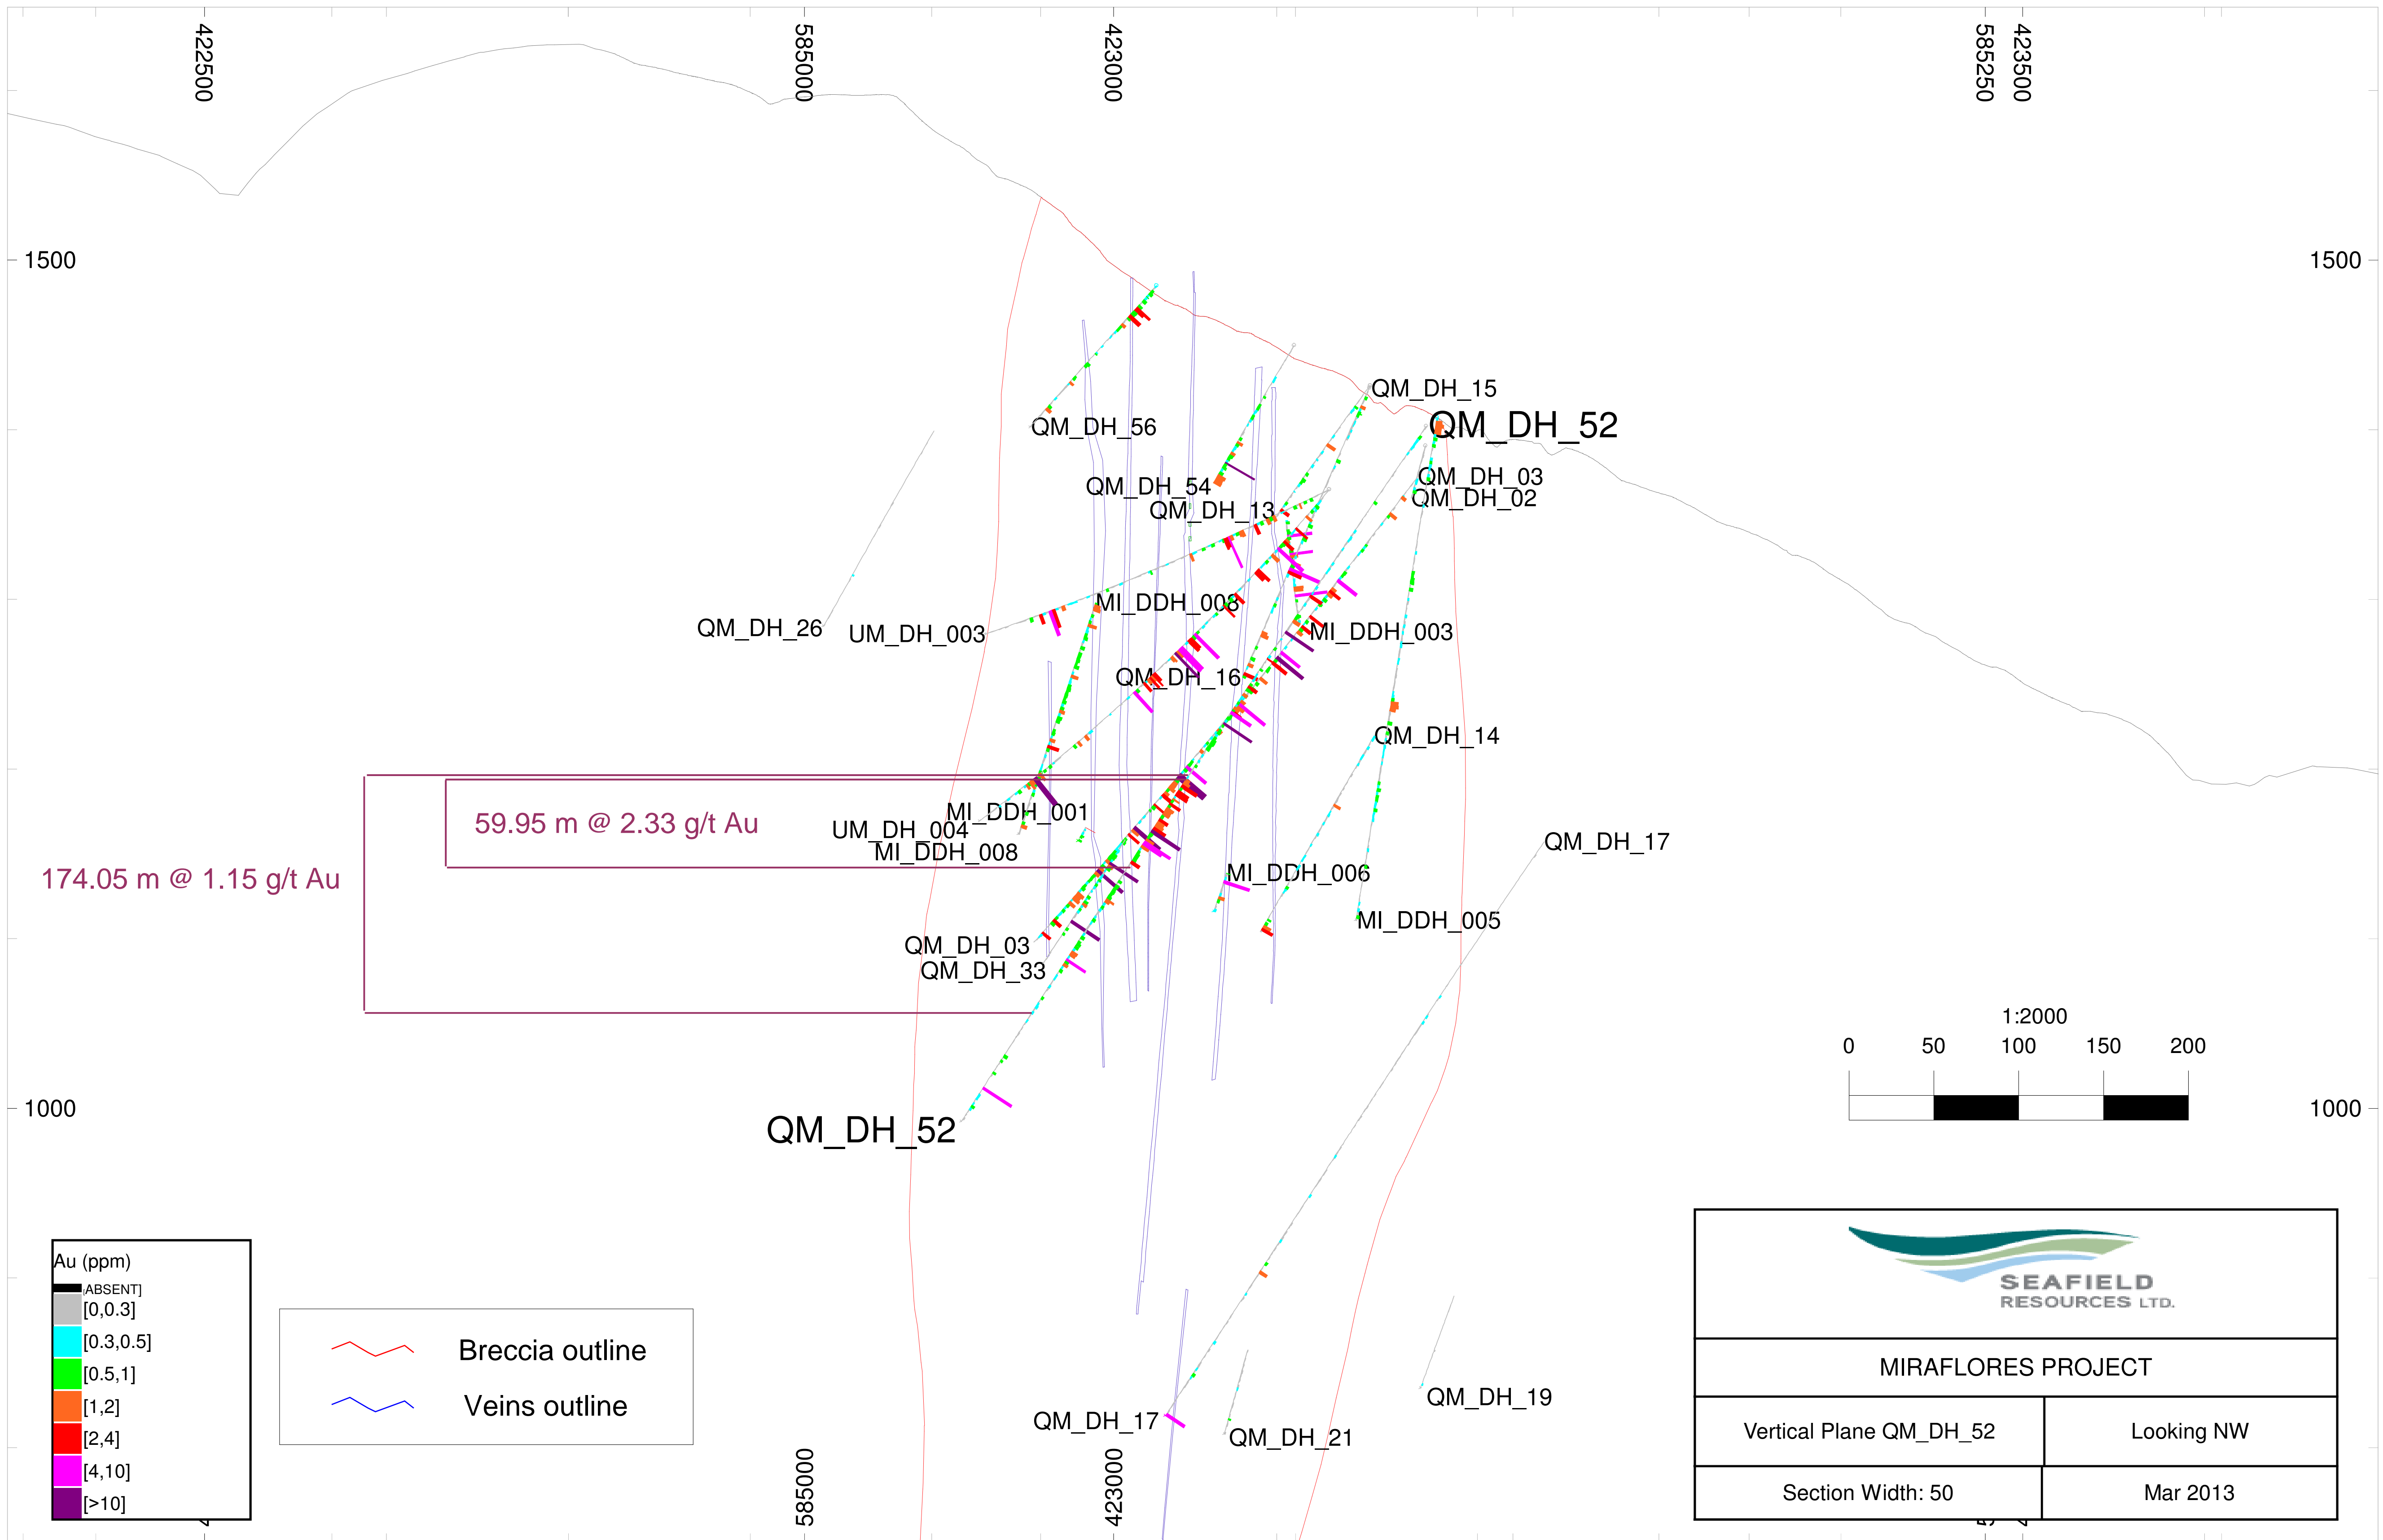 422500
585000
423000
585250
423500
1500
1500
QM_DH_15
QM_DH_52
QM_DH_56
QM_DH_03
QM_DH_54
QM_DH_02
QM_DH_13
MI_DDH_008
QM_DH_26
UM_DH_003
MI_DDH_003
QM_DH_16
QM_DH_14
MI_DDH_001
59.95 m @ 2.33 g/t Au
UM_DH_004
QM_DH_17
MI_DDH_008
174.05 m @ 1.15 g/t Au
MI_DDH_006
MI_DDH_005
QM_DH_03
QM_DH_33
1:2000
0 50 100 150 200
1000
1000
QM_DH_52
Au (ppm)
[ABSENT]
[0,0.3]
[0.3,0.5]
[0.5,1]
[1,2]
[2,4]
[4,10]
[>10]
Breccia outline
Veins outline
QM_DH_17
QM_DH_21
QM_DH_19
585000
423000
SEAFIELD
RESOURCES LTD.
MIRAFLORES PROJECT
Vertical Plane QM_DH_52
Looking NW
Section Width: 50
Mar 2013